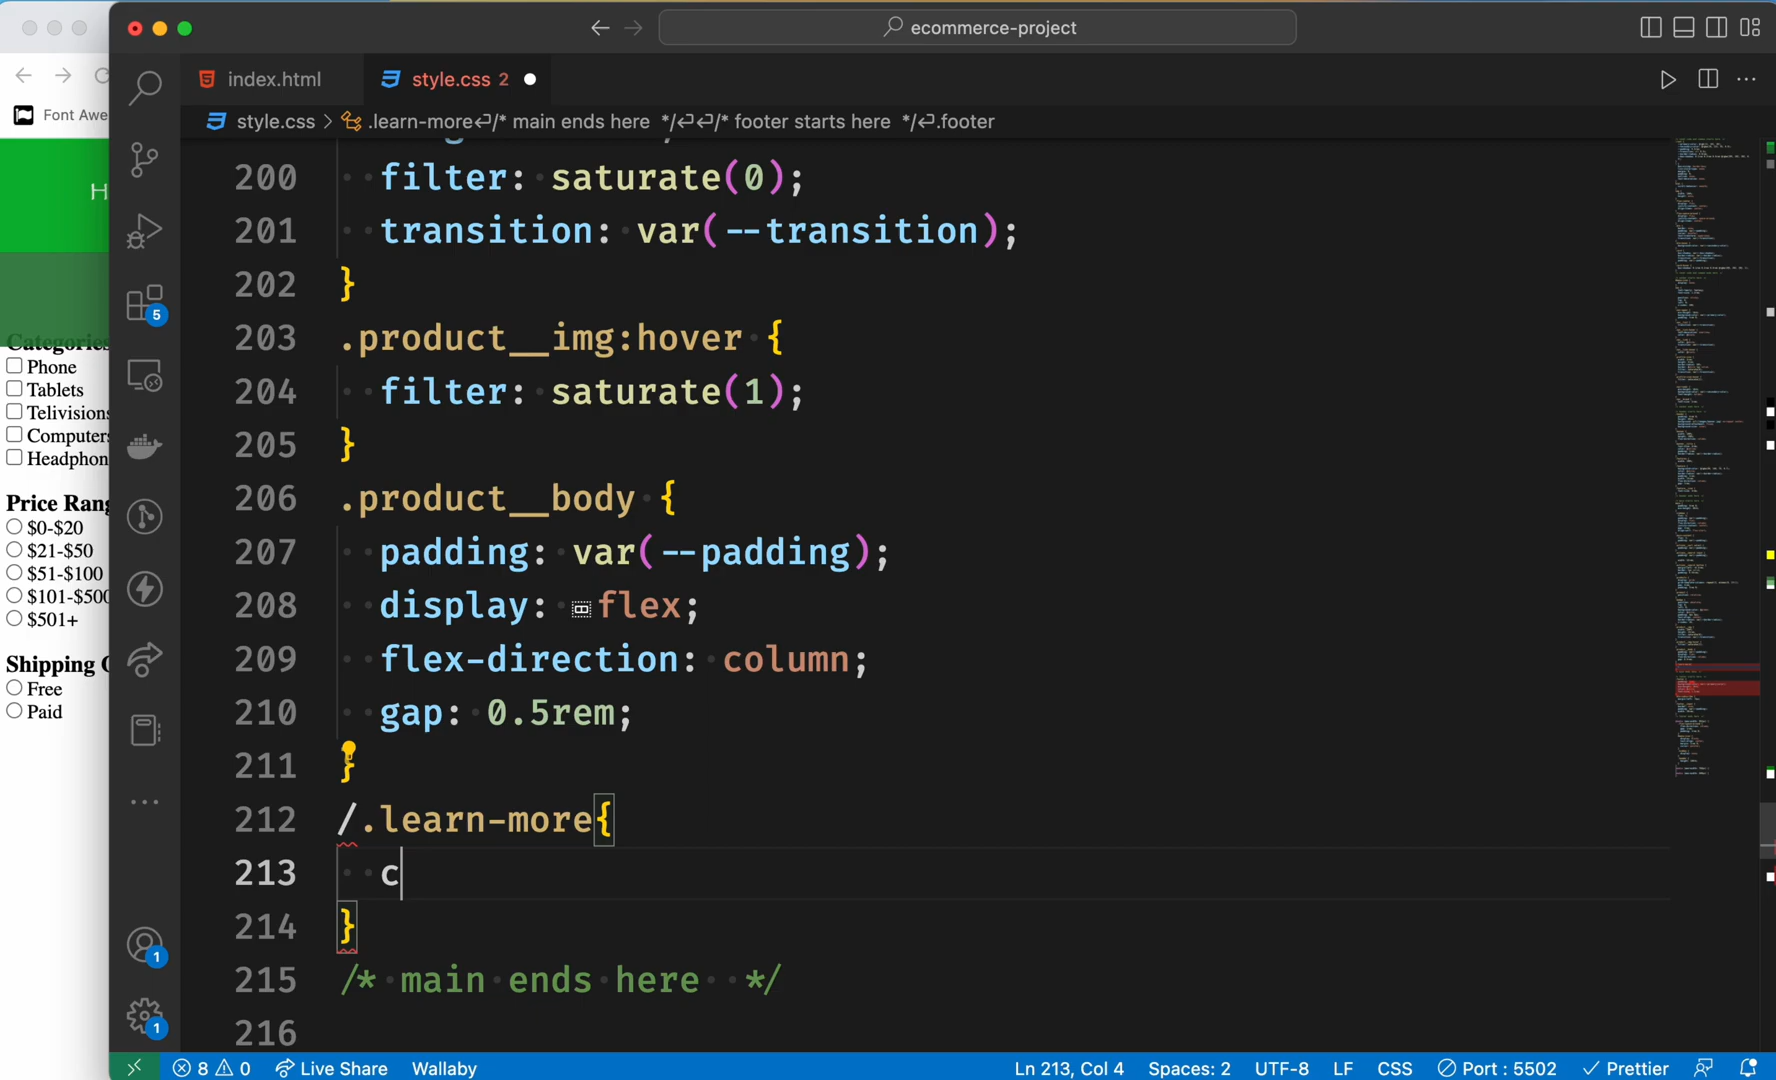 ecommerce-project
index.html
style.css 2
Font Awe
style.css > .learn-more↵/* main ends here */↵↵/* footer starts here */↵.footer
200 filter: saturate(0);
201 transition: var(--transition);
202 }
203 .product__img:hover {
204 filter: saturate(1);
205 }
206 .product__body {
207 padding: var(--padding);
208 display: flex;
209 flex-direction: column;
210 gap: 0.5rem;
211 }
212 /.learn-more{
213 c
214 }
215 /* main ends here */
216
H
Categories
Phone
Tablets
Telivisions
Computers
Headphon
Price Rang
$0-$20
$21-$50
$51-$100
$101-$500
$501+
Shipping O
Free
Paid
5
1
1
8 0 Live Share Wallaby Ln 213, Col 4 Spaces: 2 UTF-8 LF CSS Port : 5502 Prettier